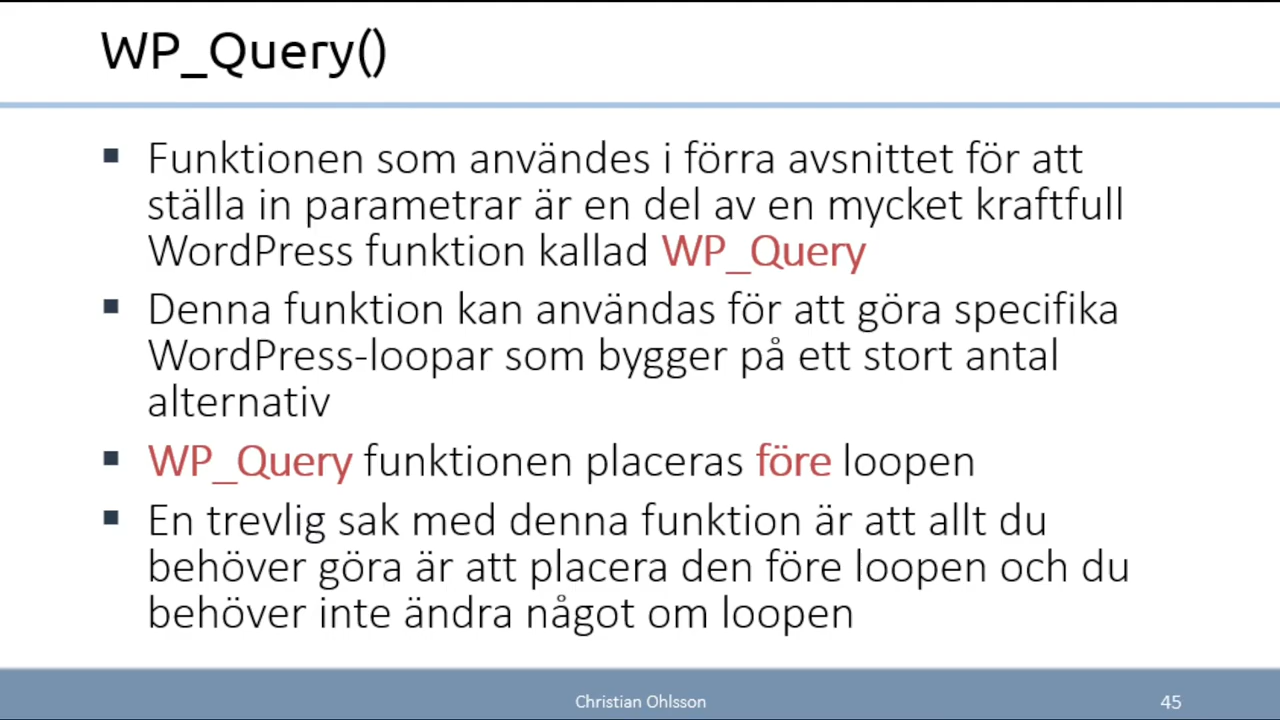 WP_Query()
▪ Funktionen som användes i förra avsnittet för att
ställa in parametrar är en del av en mycket kraftfull
WordPress funktion kallad WP_Query
▪ Denna funktion kan användas för att göra specifika
WordPress-loopar som bygger på ett stort antal
alternativ
▪ WP_Query funktionen placeras före loopen
▪ En trevlig sak med denna funktion är att allt du
behöver göra är att placera den före loopen och du
behöver inte ändra något om loopen
Christian Ohlsson
45